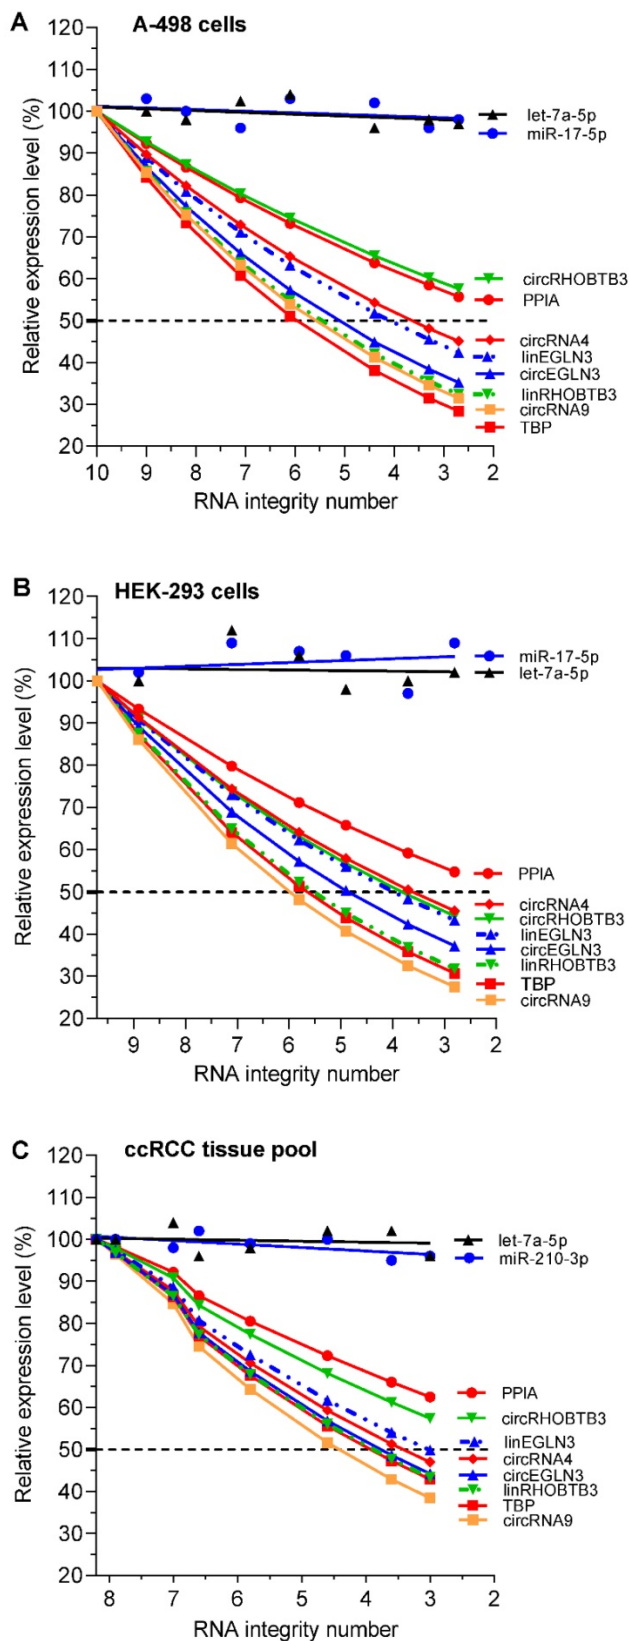 A
A-498 cells
Relative expression level (%)
120
110
100
90
80
70
60
50
40
30
20
let-7a-5p
miR-17-5p
circRHOBTB3
PPIA
circRNA4
linEGLN3
circEGLN3
linRHOBTB3
circRNA9
TBP
10 9 8 7 6 5 4 3 2
RNA integrity number
B
HEK-293 cells
Relative expression level (%)
120
110
100
90
80
70
60
50
40
30
20
miR-17-5p
let-7a-5p
PPIA
circRNA4
circRHOBTB3
linEGLN3
circEGLN3
linRHOBTB3
TBP
circRNA9
9 8 7 6 5 4 3 2
RNA integrity number
C
ccRCC tissue pool
Relative expression level (%)
120
110
100
90
80
70
60
50
40
30
20
let-7a-5p
miR-210-3p
PPIA
circRHOBTB3
linEGLN3
circRNA4
circEGLN3
linRHOBTB3
TBP
circRNA9
8 7 6 5 4 3 2
RNA integrity number